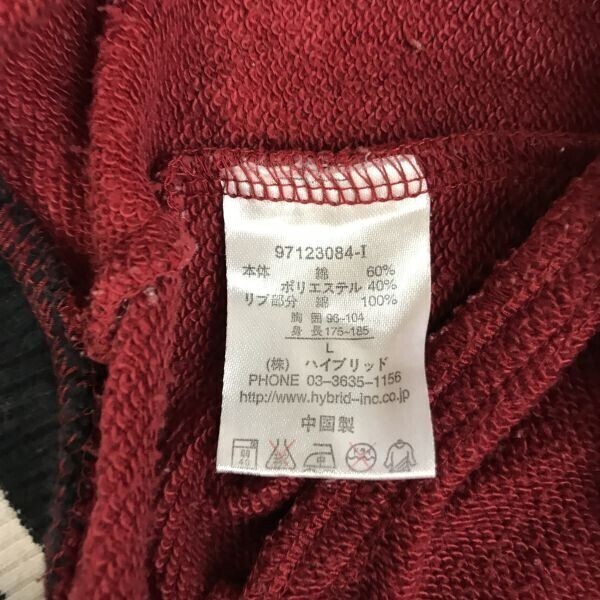 97123084-I
本体 綿 60%
ポリエステル 40%
リブ部分 綿 100%
胸 囲 96~104
身 長 175~185
L
(株) ハイブリッド
PHONE 03-3635-1156
http://www.hybrid-inc.co.jp
中国製
弱
40